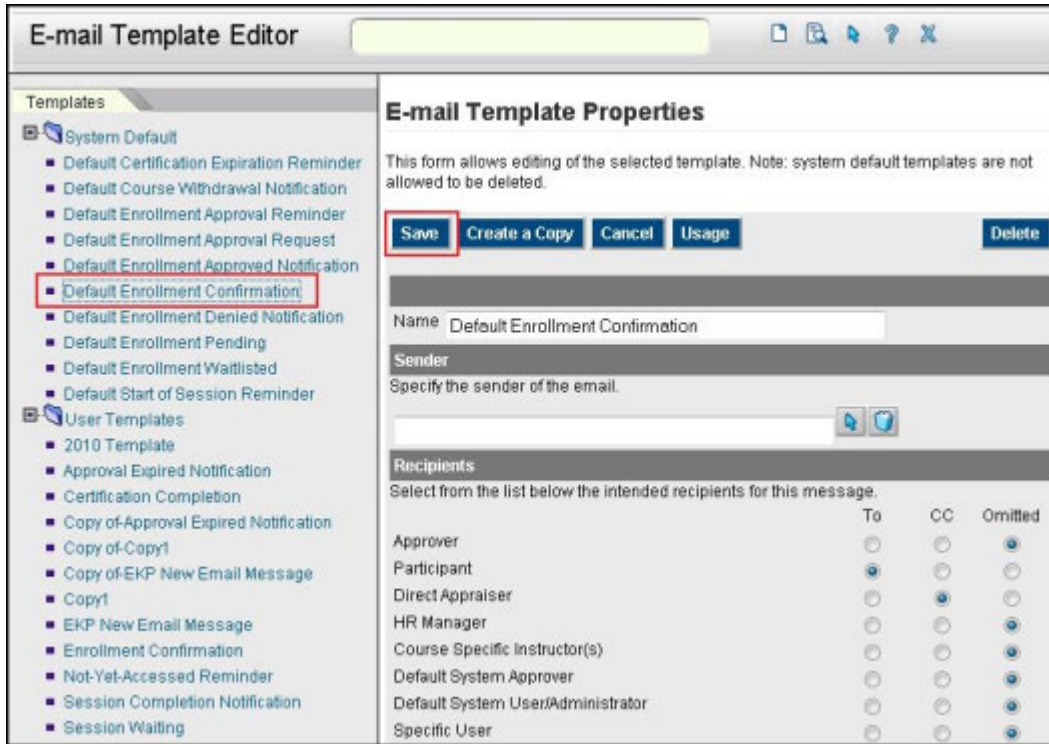 E-mail Template Editor
Templates
System Default
Default Certification Expiration Reminder
Default Course Withdrawal Notification
Default Enrollment Approval Reminder
Default Enrollment Approval Request
Default Enrollment Approved Notification
Default Enrollment Confirmation
Default Enrollment Denied Notification
Default Enrollment Pending
Default Enrollment Waitlisted
Default Start of Session Reminder
User Templates
2010 Template
Approval Expired Notification
Certification Completion
Copy of-Approval Expired Notification
Copy of-Copy1
Copy of-EKP New Email Message
Copy1
EKP New Email Message
Enrollment Confirmation
Not-Yet-Accessed Reminder
Session Completion Notification
Session Waiting
E-mail Template Properties
This form allows editing of the selected template. Note: system default templates are not
allowed to be deleted.
Save Create a Copy Cancel Usage Delete
Name Default Enrollment Confirmation
Sender
Specify the sender of the email.
Recipients
Select from the list below the intended recipients for this message.
To CC Omitted
Approver
Participant
Direct Appraiser
HR Manager
Course Specific Instructor(s)
Default System Approver
Default System User/Administrator
Specific User